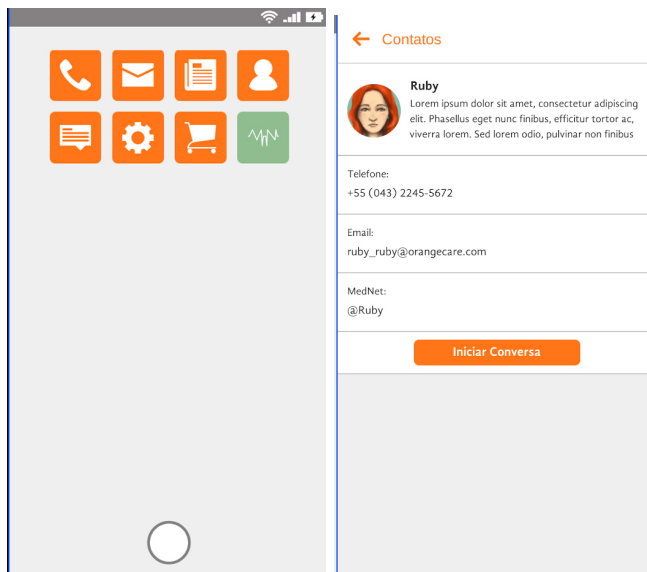 Contatos
Ruby
Lorem ipsum dolor sit amet, consectetur adipiscing
elit. Phasellus eget nunc finibus, efficitur tortor ac,
viverra lorem. Sed lorem odio, pulvinar non finibus
Telefone:
+55 (043) 2245-5672
Email:
ruby_ruby@orangecare.com
MedNet:
@Ruby
Iniciar Conversa